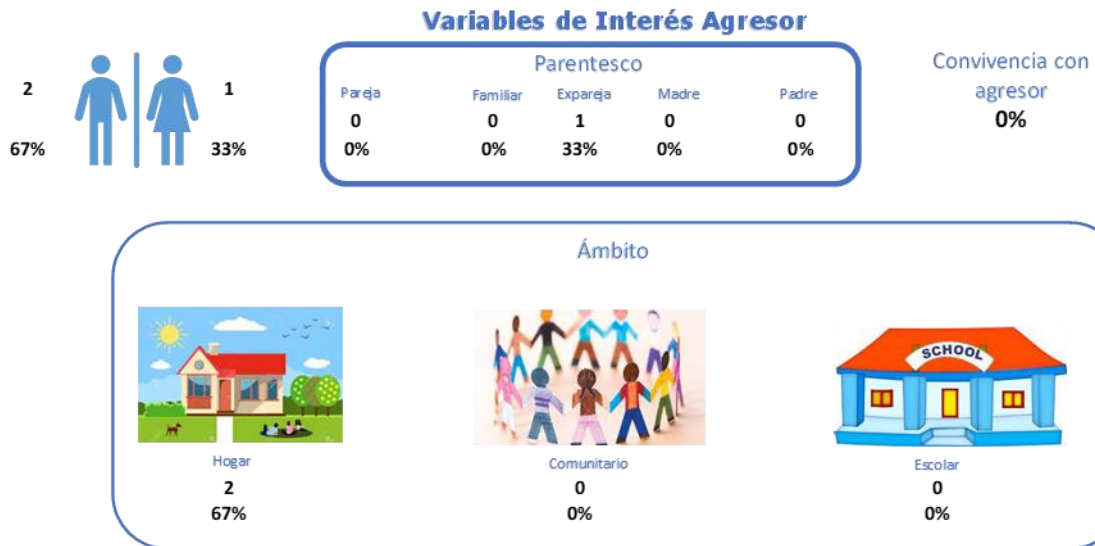 Variables de Interés Agresor
2
67%
1
33%
Parentesco
Pareja Familiar Expareja Madre Padre
0 0 1 0 0
0% 0% 33% 0% 0%
Convivencia con
agresor
0%
Ámbito
SCHOOL
Hogar Comunitario Escolar
2 0 0
67% 0% 0%